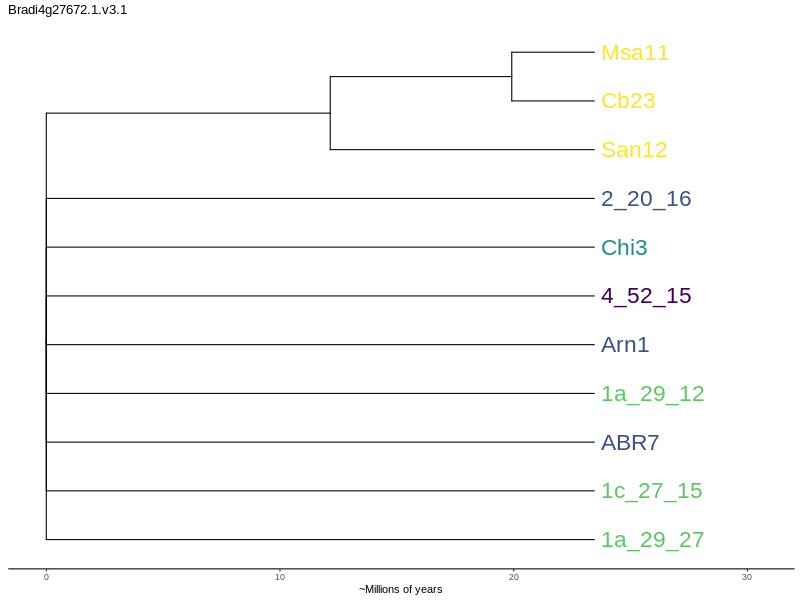 Bradi4g27672.1.v3.1
Msa11
Cb23
San12
2_20_16
Chi3
4_52_15
Arn1
1a_29_12
ABR7
1c_27_15
1a_29_27
0 10 20 30
~Millions of years